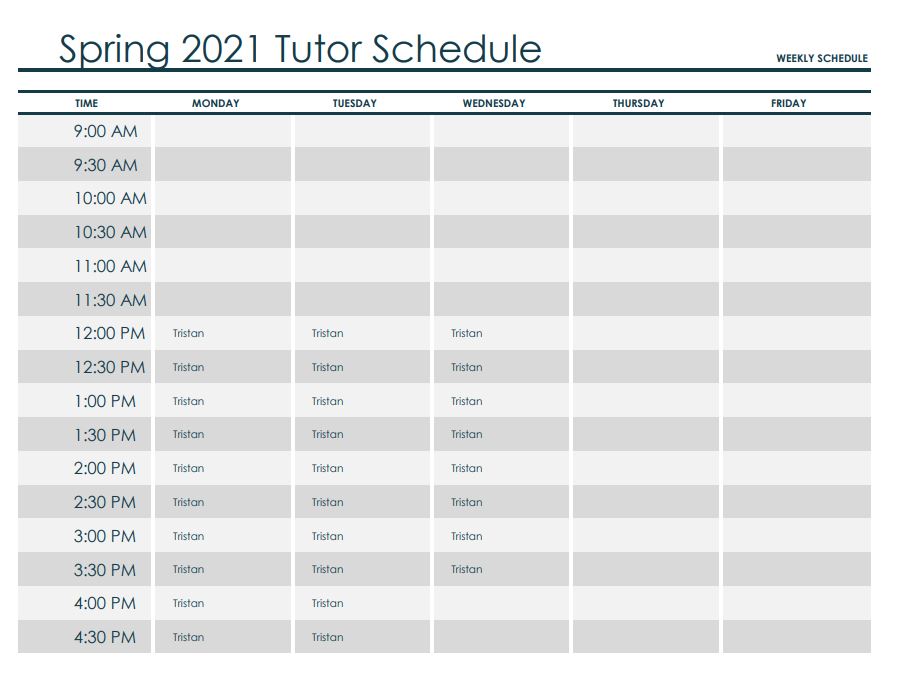 Spring 2021 Tutor Schedule
WEEKLY SCHEDULE
TIME MONDAY TUESDAY WEDNESDAY THURSDAY FRIDAY
9:00 AM
9:30 AM
10:00 AM
10:30 AM
11:00 AM
11:30 AM
12:00 PM Tristan Tristan Tristan
12:30 PM Tristan Tristan Tristan
1:00 PM Tristan Tristan Tristan
1:30 PM Tristan Tristan Tristan
2:00 PM Tristan Tristan Tristan
2:30 PM Tristan Tristan Tristan
3:00 PM Tristan Tristan Tristan
3:30 PM Tristan Tristan Tristan
4:00 PM Tristan Tristan
4:30 PM Tristan Tristan